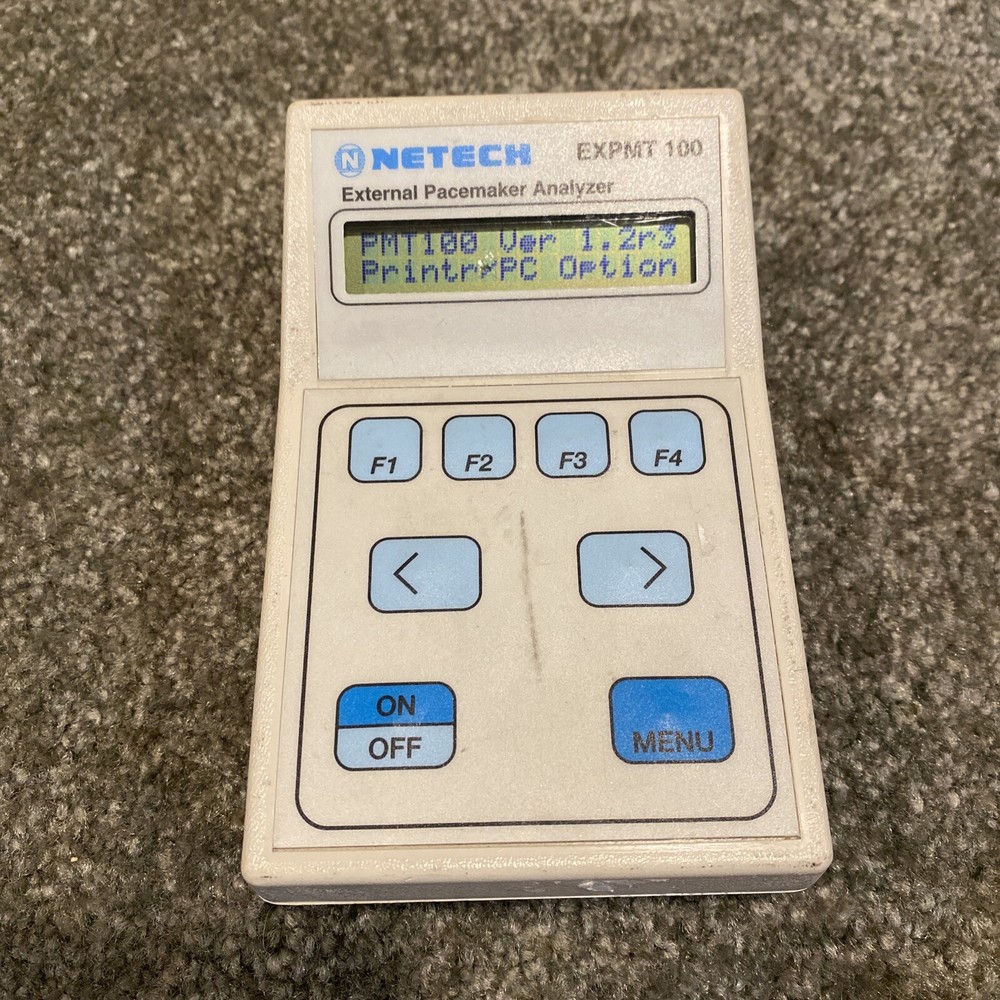 N NETECH EXPMT 100
External Pacemaker Analyzer
PMT100 Ver 1.2r3
Printr/PC Option
F1 F2 F3 F4
< >
ON
OFF
MENU